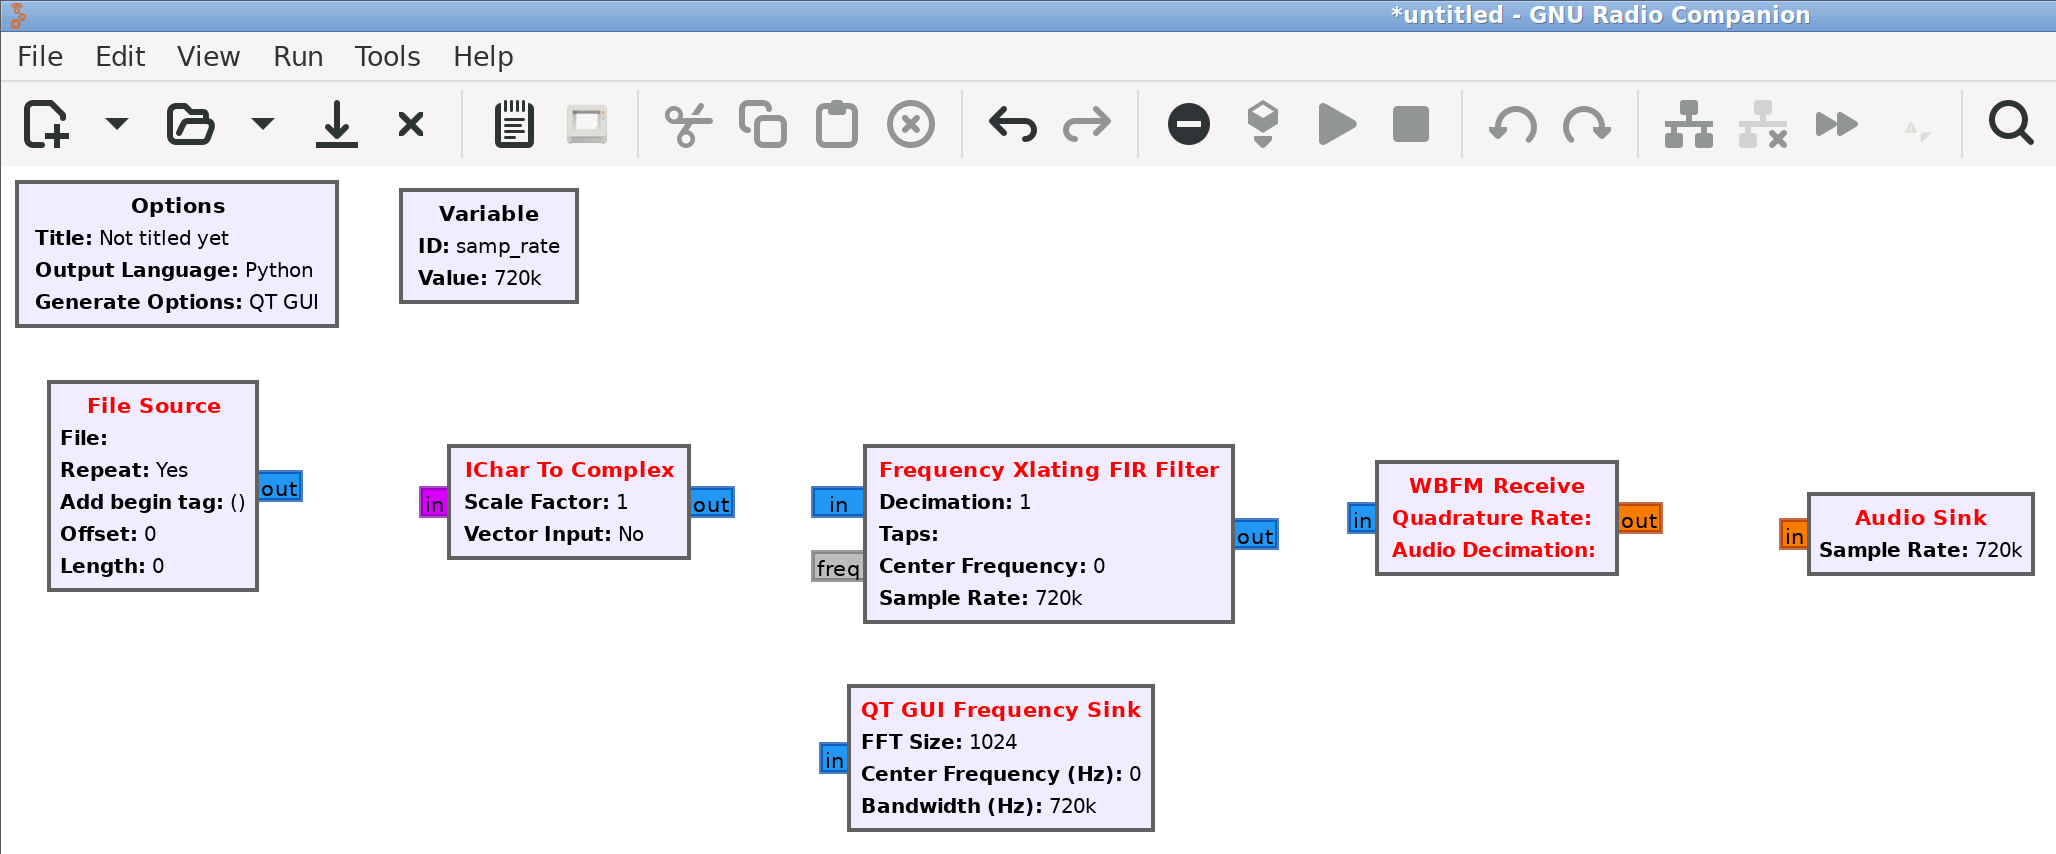 *untitled - GNU Radio Companion
File Edit View Run Tools Help
Options
Title: Not titled yet
Output Language: Python
Generate Options: QT GUI
Variable
ID: samp_rate
Value: 720k
File Source
File:
Repeat: Yes
Add begin tag: ()
Offset: 0
Length: 0
out
in
IChar To Complex
Scale Factor: 1
Vector Input: No
out
in
freq
Frequency Xlating FIR Filter
Decimation: 1
Taps:
Center Frequency: 0
Sample Rate: 720k
out
in
WBFM Receive
Quadrature Rate:
Audio Decimation:
out
in
Audio Sink
Sample Rate: 720k
in
QT GUI Frequency Sink
FFT Size: 1024
Center Frequency (Hz): 0
Bandwidth (Hz): 720k